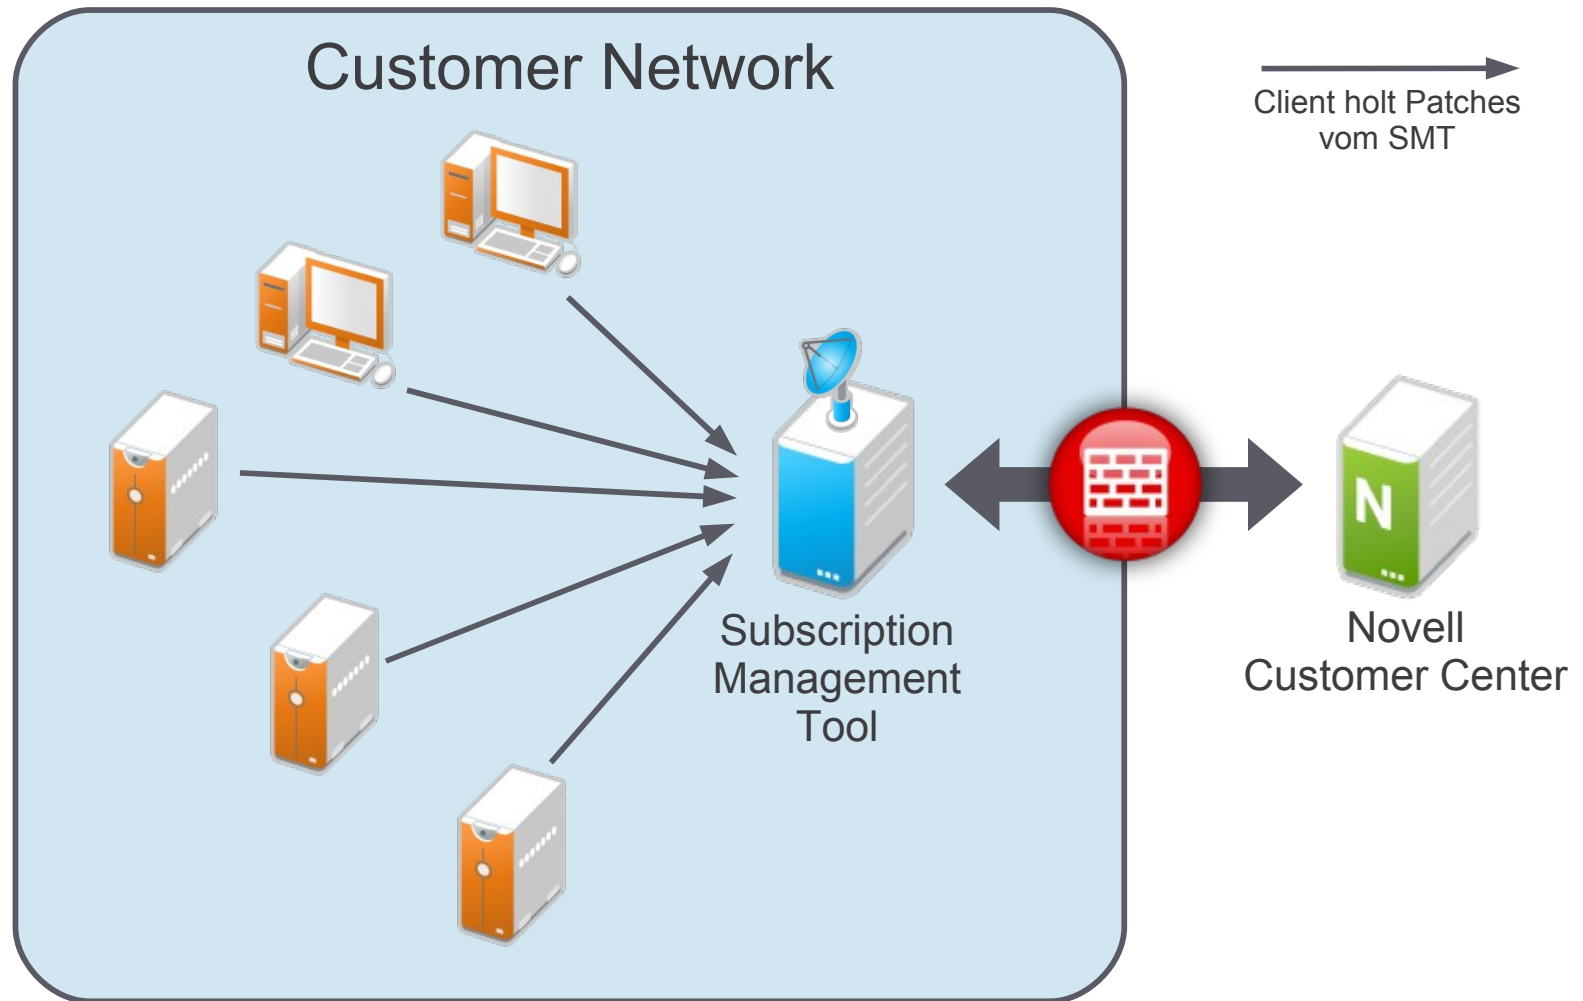 Customer Network
Client holt Patches
vom SMT
Subscription
Management
Tool
N
Novell
Customer Center